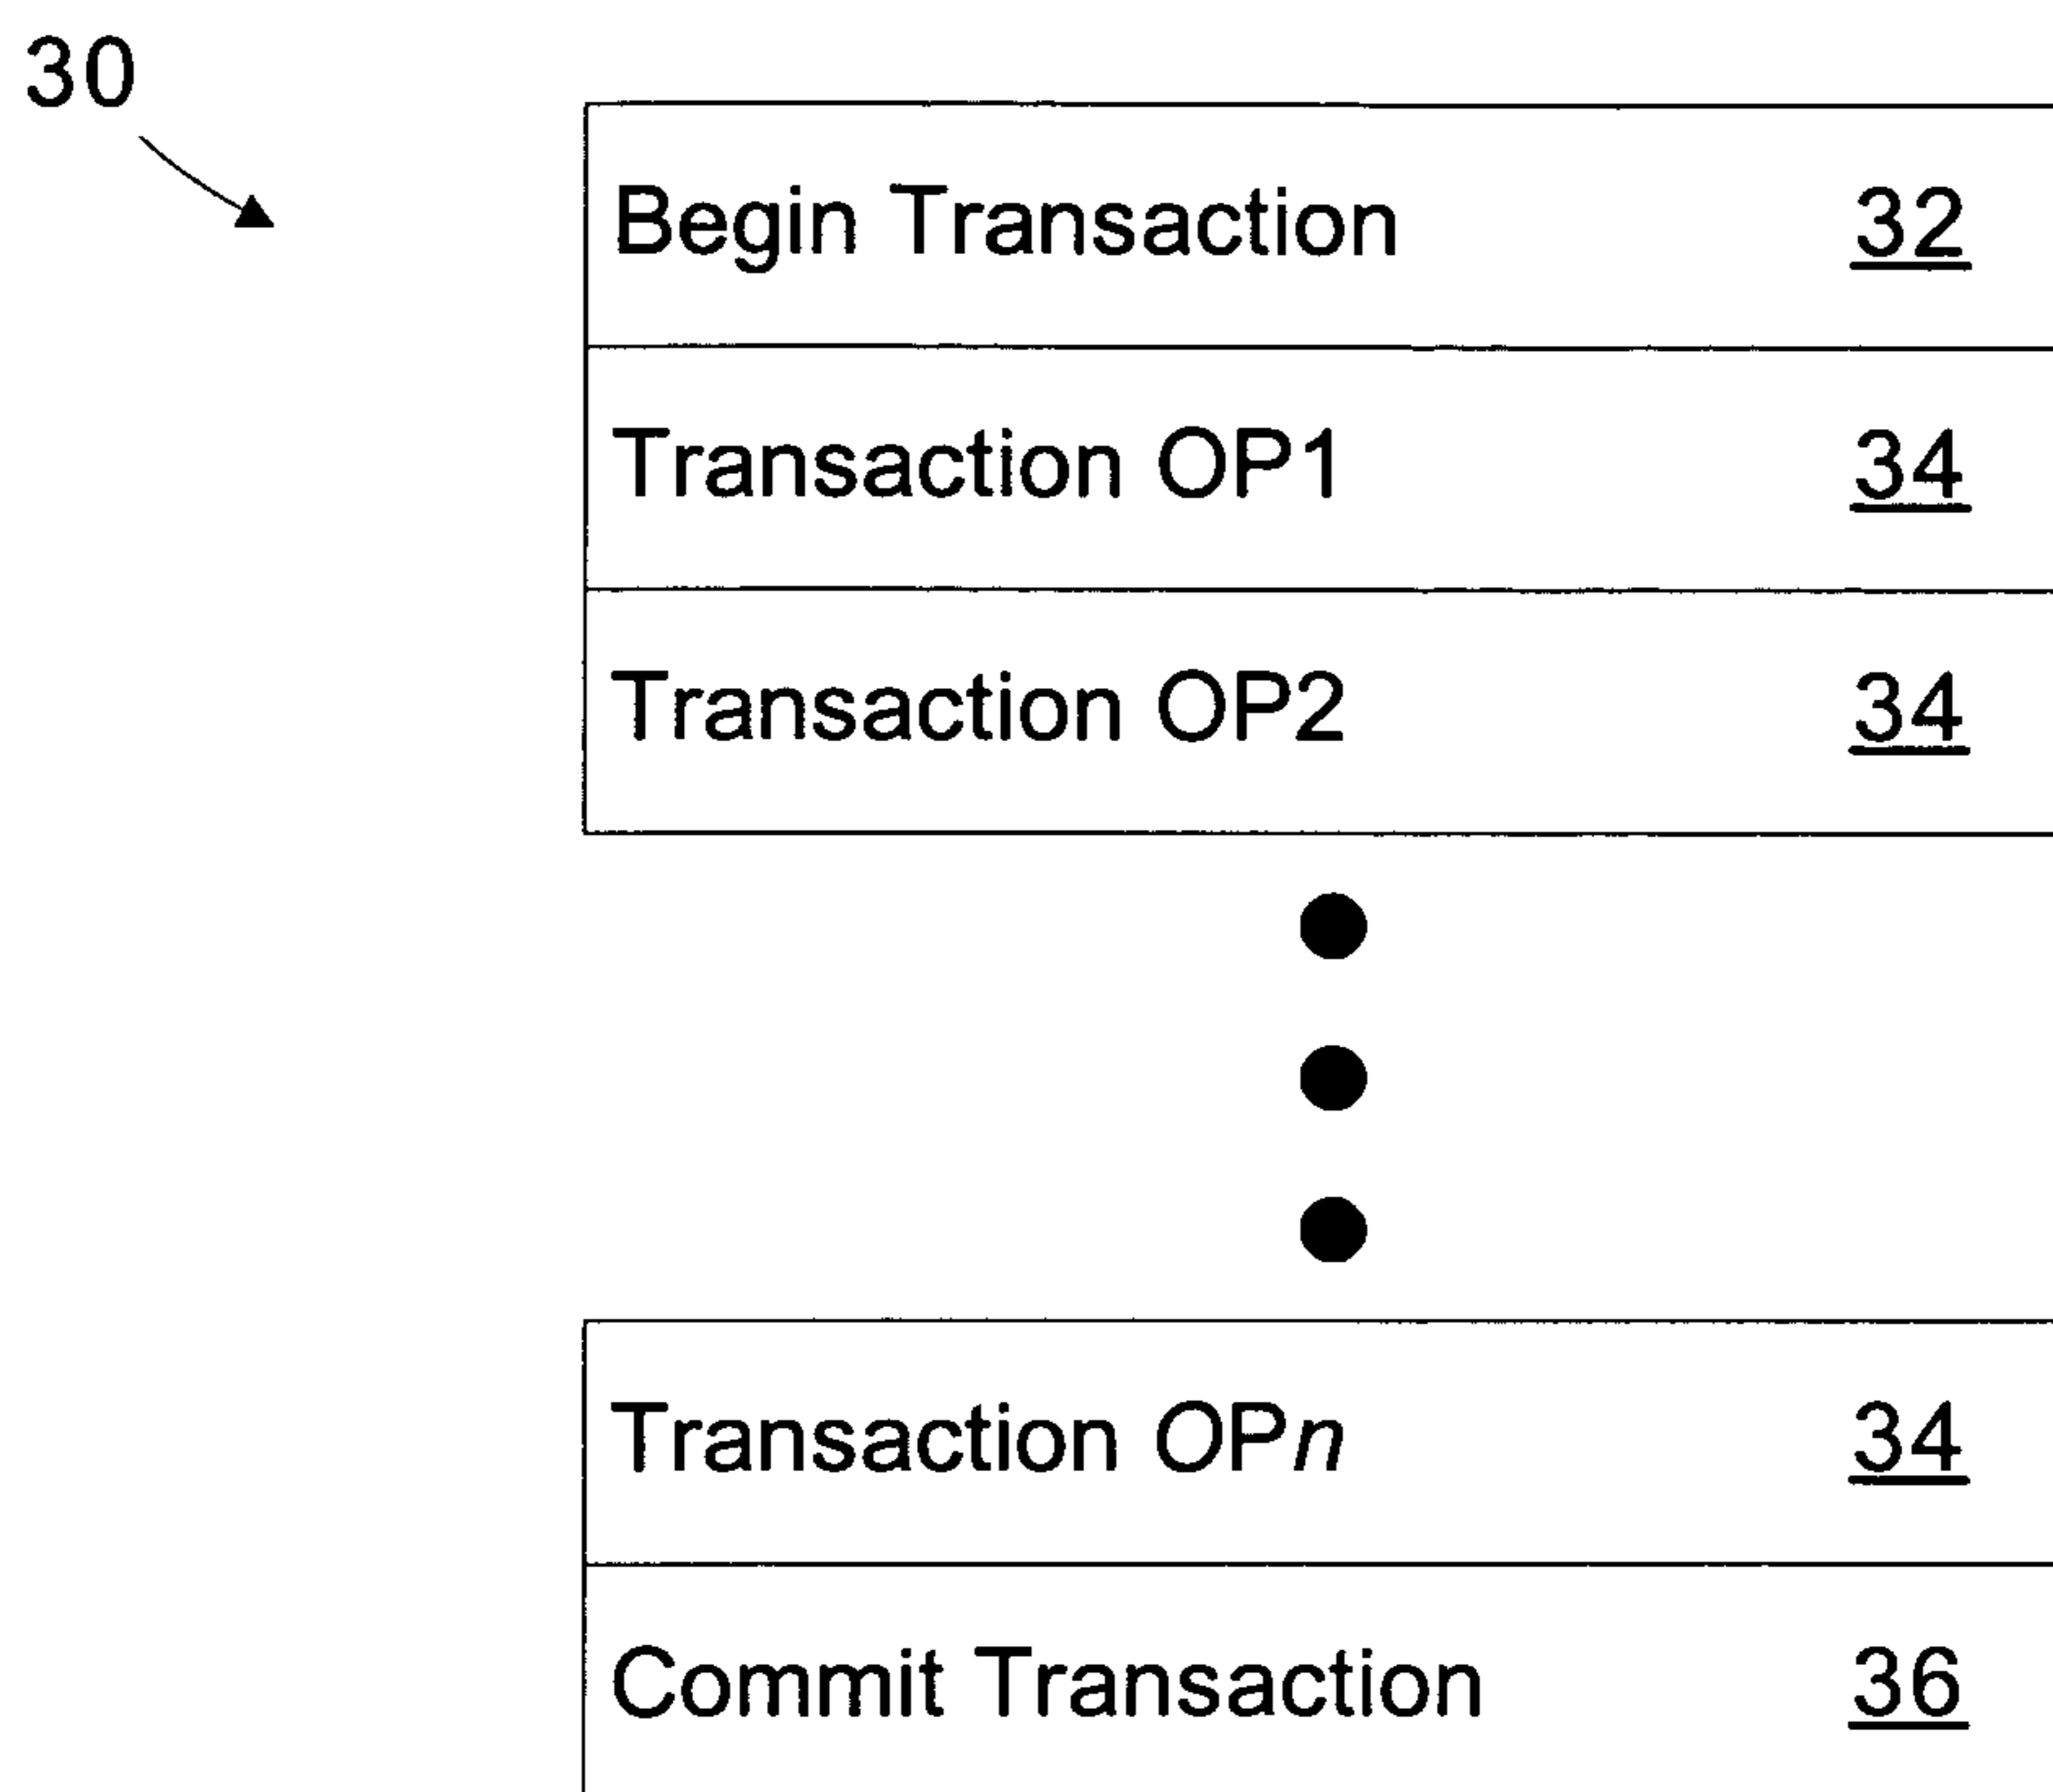 30
Begin Transaction 32
Transaction OP1 34
Transaction OP2 34
Transaction OPn 34
Commit Transaction 36